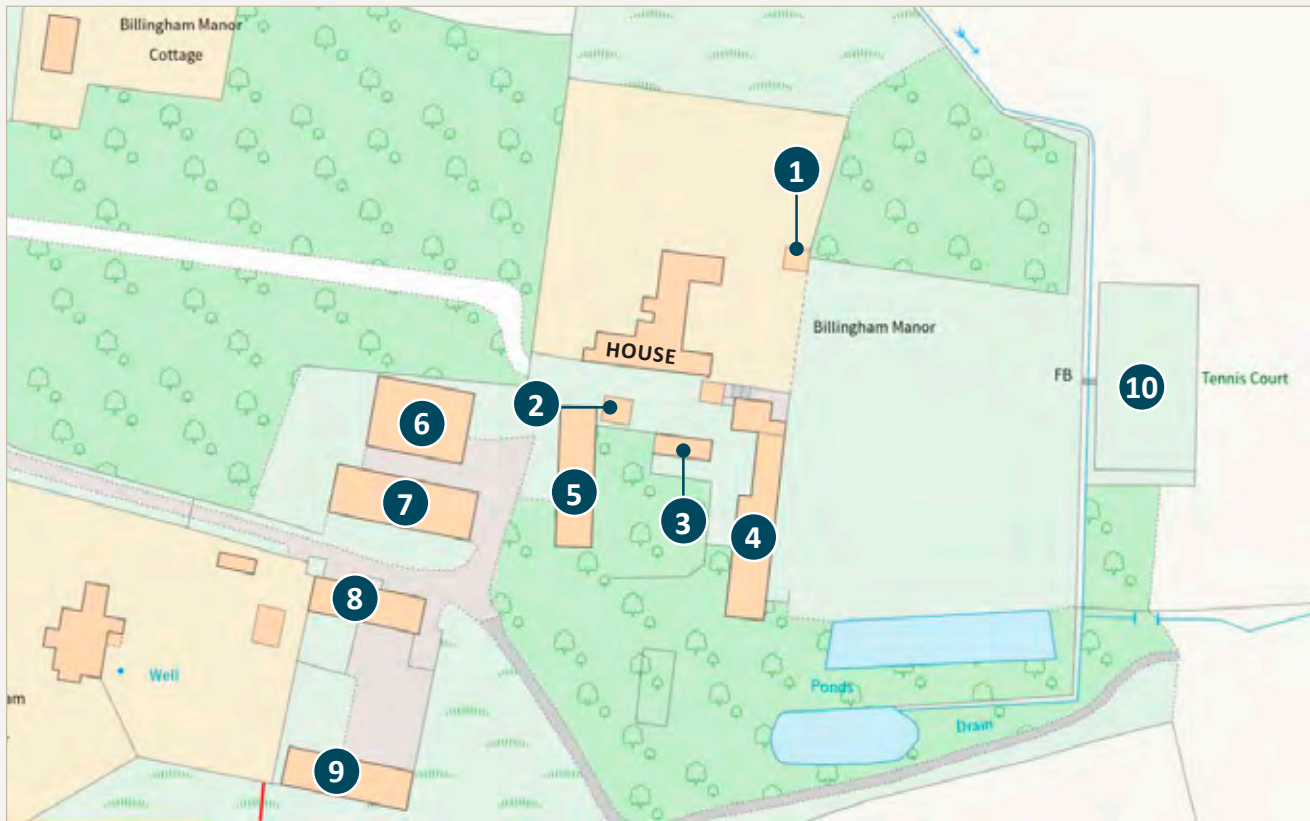 Billingham Manor
Cottage
1
Billingham Manor
HOUSE
FB
10
Tennis Court
2
6
5
7
3
4
8
Well
am
Ponds
Drain
9